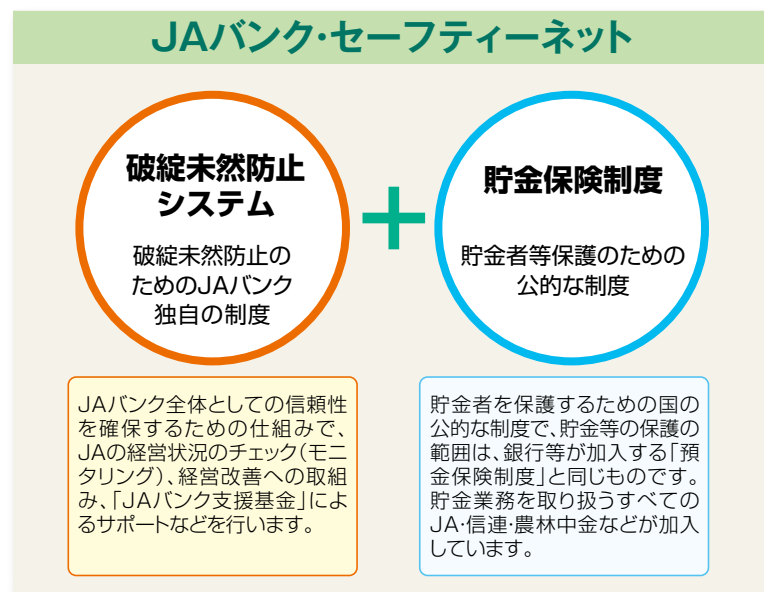 JAバンク・セーフティーネット
破綻未然防止
システム
破綻未然防止の
ためのJAバンク
独自の制度
+
貯金保険制度
貯金者等保護のための
公的な制度
JAバンク全体としての信頼性
を確保するための仕組みで、
JAの経営状況のチェック(モニ
タリング)、経営改善への取組
み、「JAバンク支援基金」によ
るサポートなどを行います。
貯金者を保護するための国の
公的な制度で、貯金等の保護の
範囲は、銀行等が加入する「預
金保険制度」と同じものです。
貯金業務を取り扱うすべての
JA・信連・農林中金などが加入
しています。